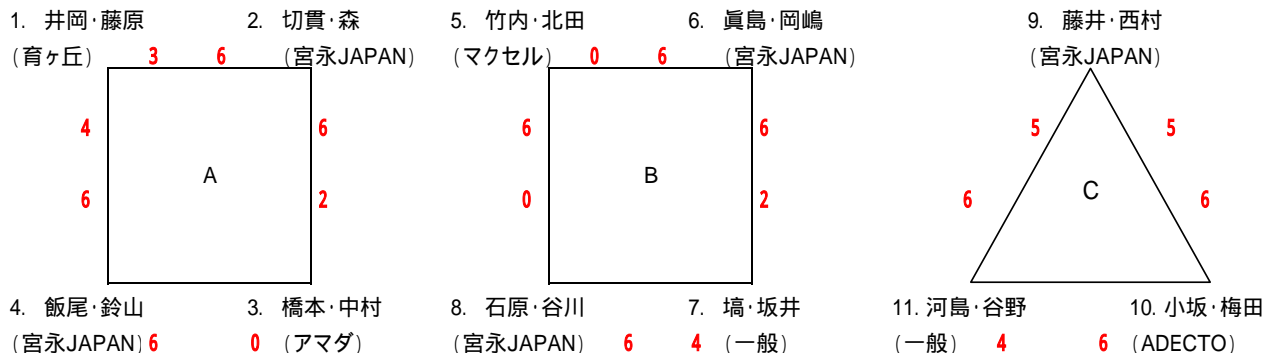 1. 井岡・藤原 2. 切貫・森 5. 竹内・北田 6. 眞島・岡嶋 9. 藤井・西村
(育ヶ丘) 3 6 (宮永JAPAN) (マクセル) 0 6 (宮永JAPAN) (宮永JAPAN)
4 6 6 6 5 5
A B C
6 2 0 2 6 6
4. 飯尾・鈴山 3. 橋本・中村 8. 石原・谷川 7. 塙・坂井 11. 河島・谷野 10. 小坂・梅田
(宮永JAPAN) 6 0 (アマダ) (宮永JAPAN) 6 4 (一般) (一般) 4 6 (ADECTO)